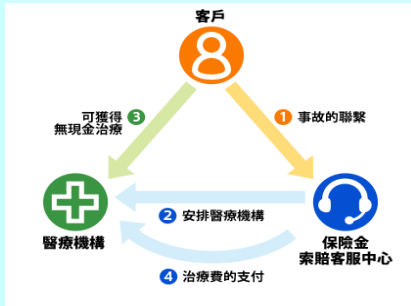 客戶
可獲得
無現金治療
3
1 事故的聯繫
2 安排醫療機構
醫療機構
保險金
索賠客服中心
4 治療費的支付